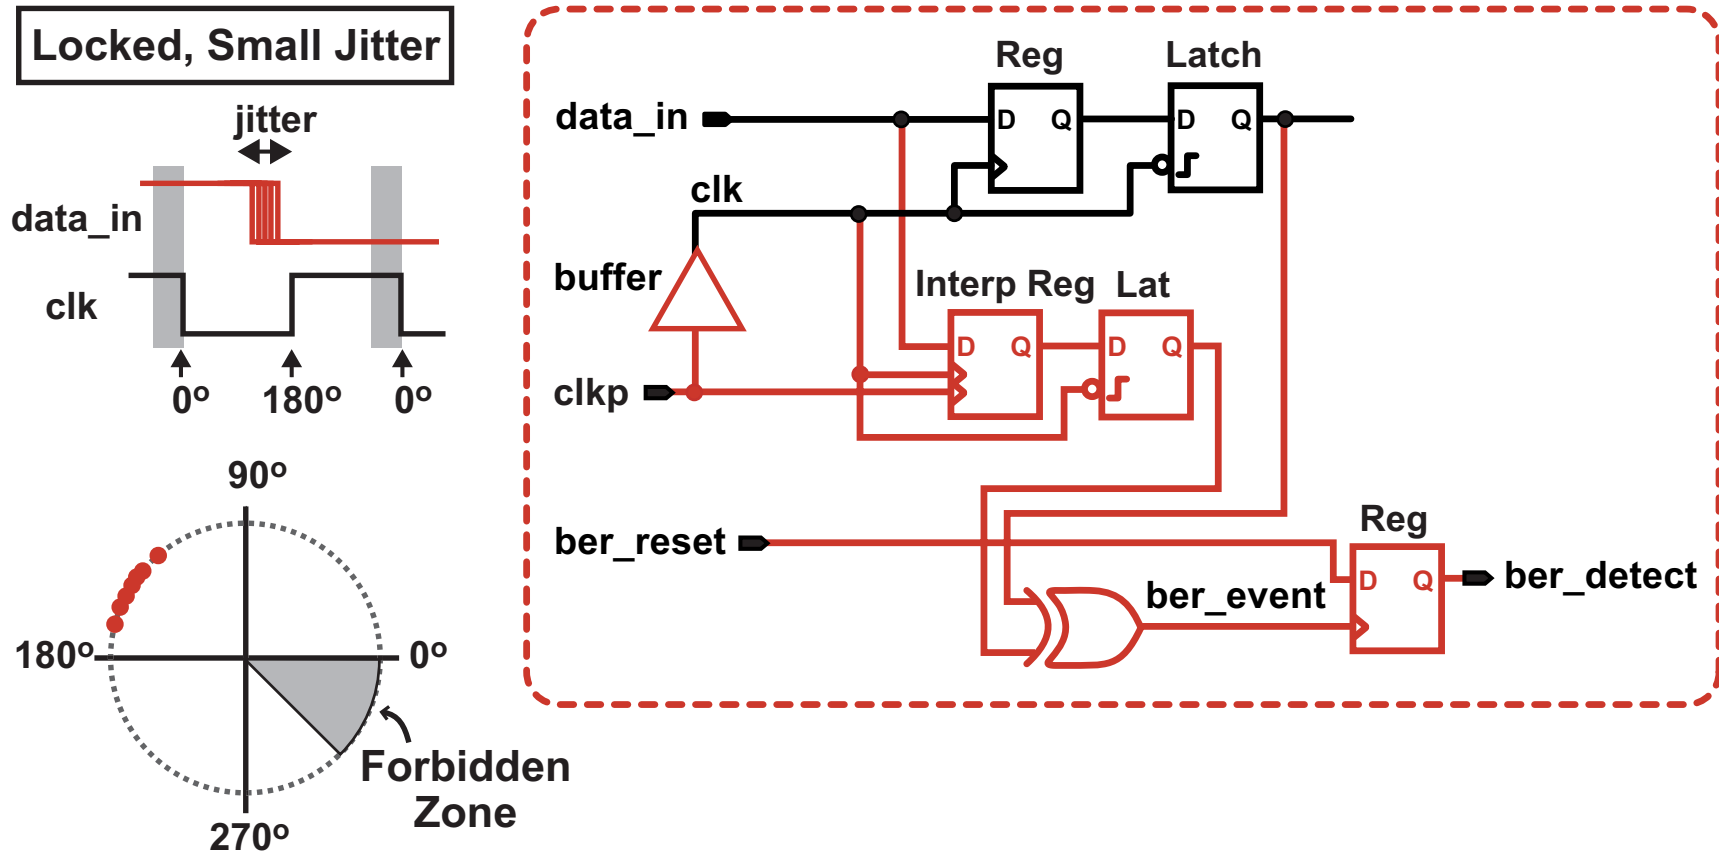 Locked, Small Jitter
jitter
data_in
clk
0º
180º
0º
90º
180º
0º
270º
Forbidden
Zone
Reg
Latch
data_in
D
Q
D
Q
clk
buffer
Interp Reg
Lat
D
Q
D
Q
clkp
ber_reset
Reg
D
Q
ber_detect
ber_event